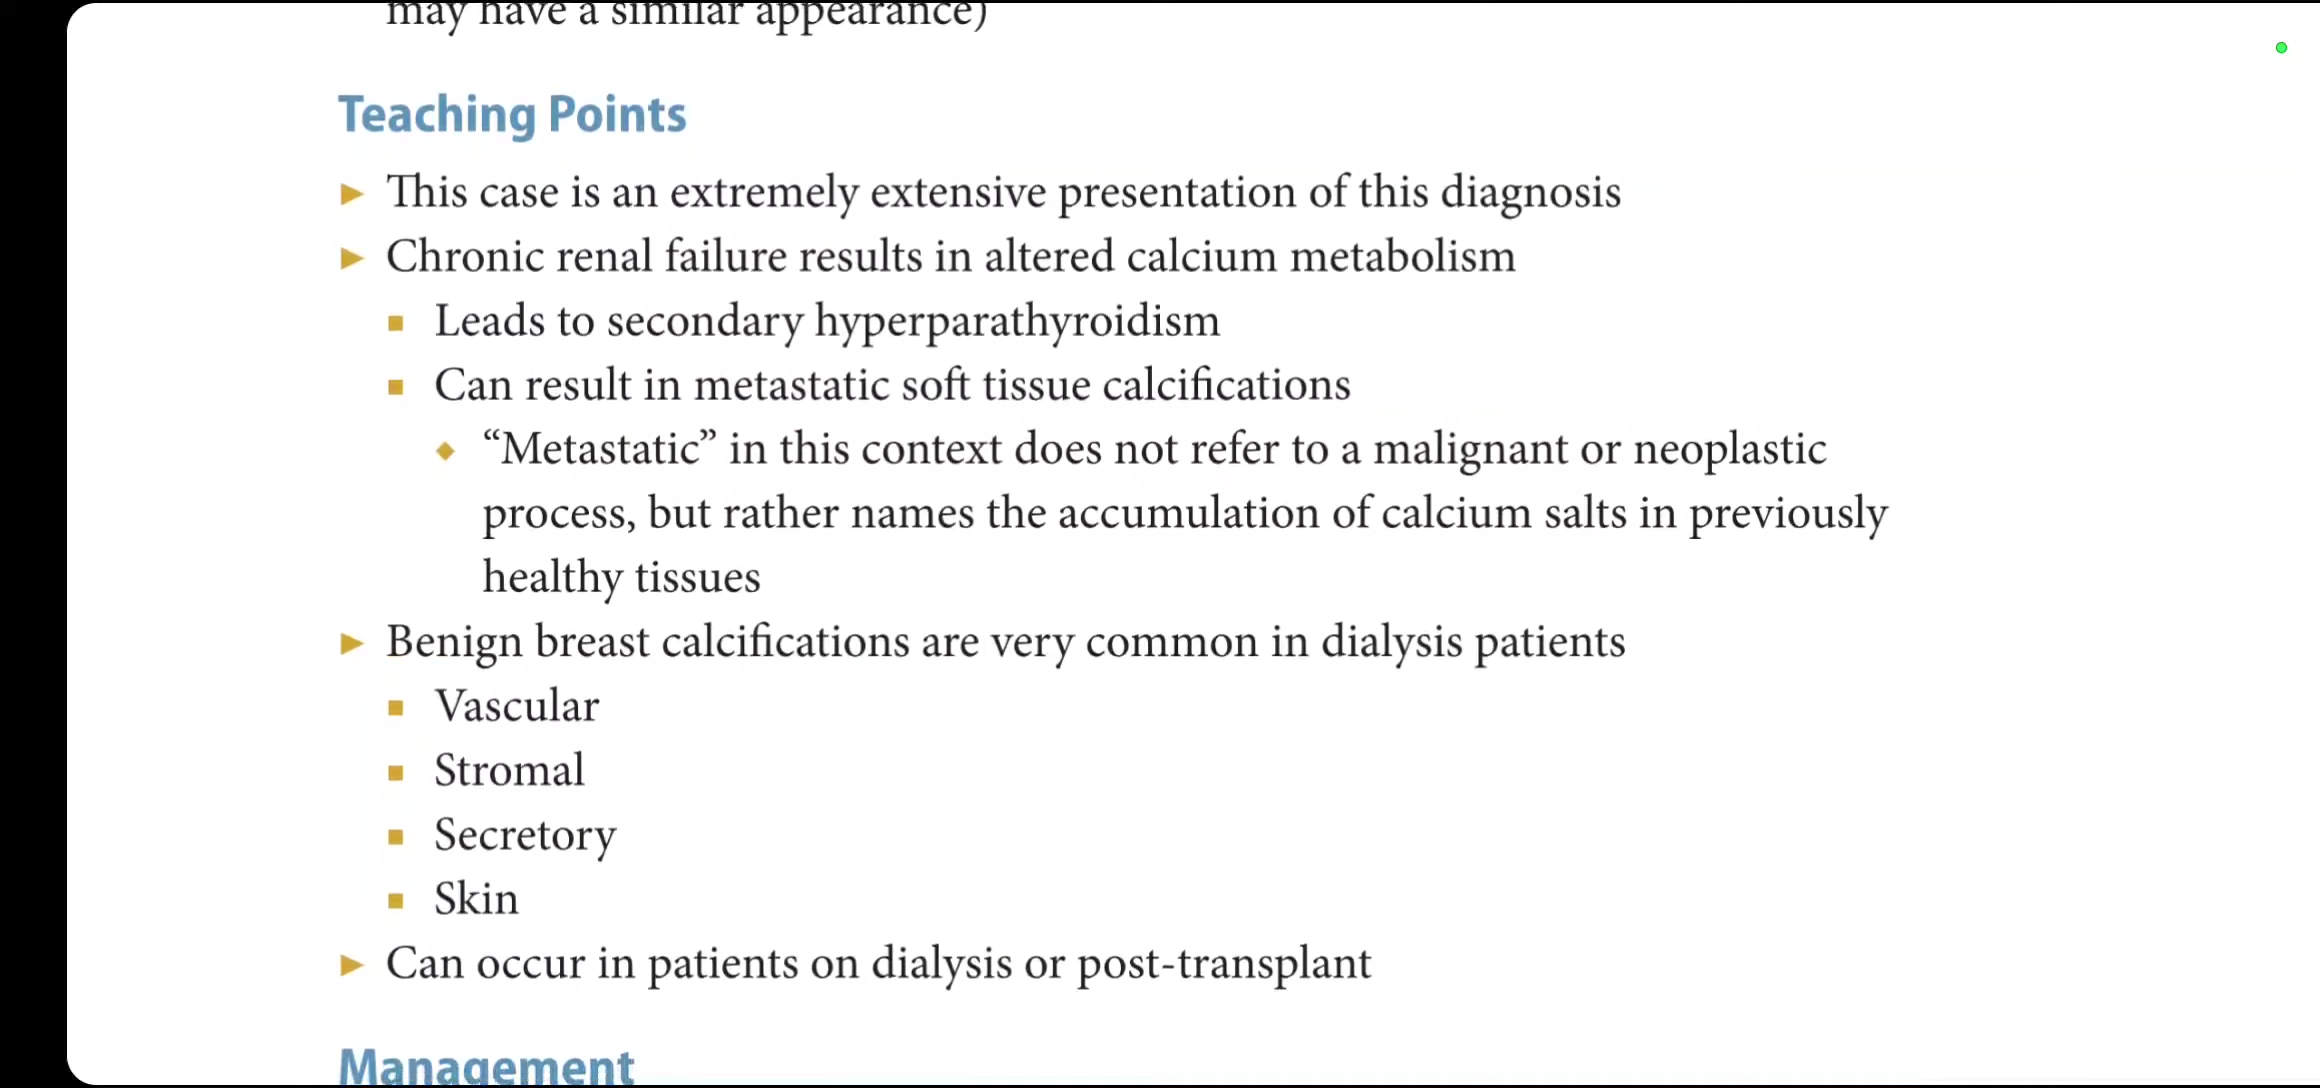 may have a similar appearance)
Teaching Points
► This case is an extremely extensive presentation of this diagnosis
► Chronic renal failure results in altered calcium metabolism
■ Leads to secondary hyperparathyroidism
■ Can result in metastatic soft tissue calcifications
◆ “Metastatic” in this context does not refer to a malignant or neoplastic
process, but rather names the accumulation of calcium salts in previously
healthy tissues
► Benign breast calcifications are very common in dialysis patients
■ Vascular
■ Stromal
■ Secretory
■ Skin
► Can occur in patients on dialysis or post-transplant
Management